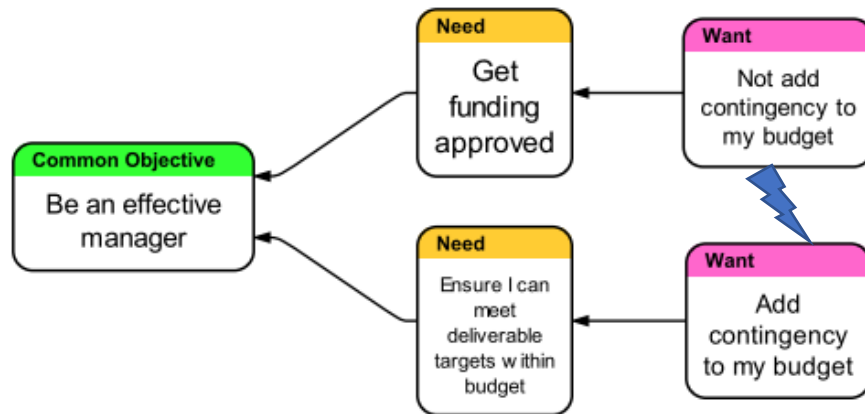 Need
Get
funding
approved
Want
Not add
contingency to
my budget
Common Objective
Be an effective
manager
Need
Ensure I can
meet
deliverable
targets within
budget
Want
Add
contingency
to my budget